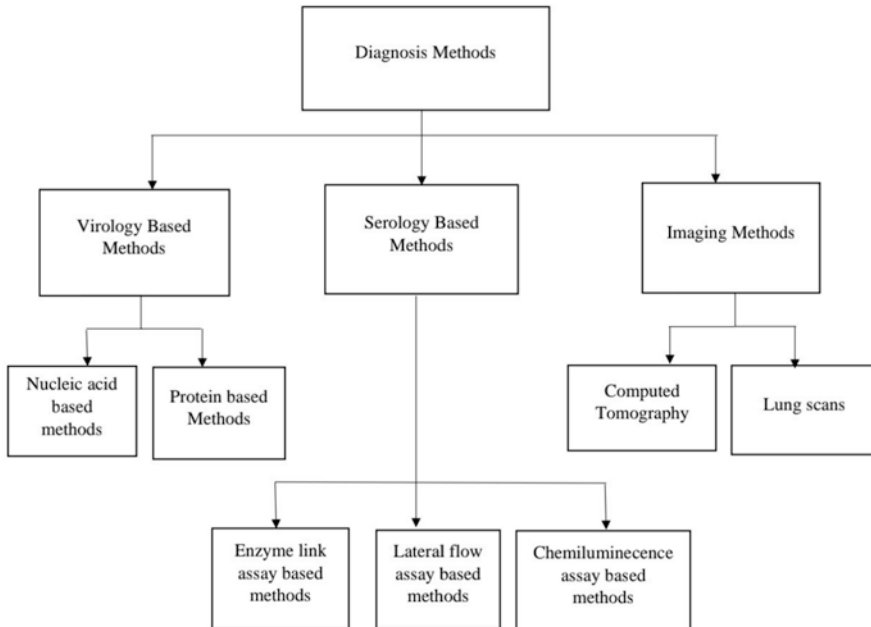 Diagnosis Methods
Virology Based
Methods
Serology Based
Methods
Imaging Methods
Nucleic acid
based
methods
Protein based
Methods
Computed
Tomography
Lung scans
Enzyme link
assay based
methods
Lateral flow
assay based
methods
Chemiluminecence
assay based
methods